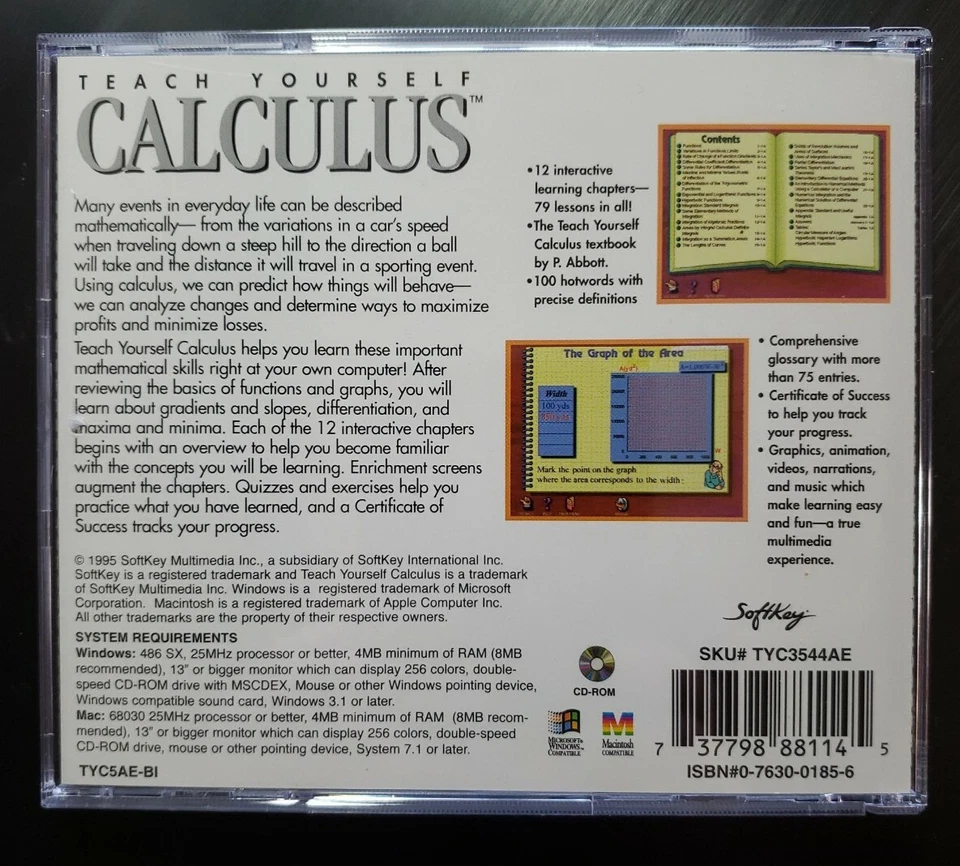 TEACH YOURSELF
CALCULUS™
Many events in everyday life can be described
mathematically— from the variations in a car's speed
when traveling down a steep hill to the direction a ball
will take and the distance it will travel in a sporting event.
Using calculus, we can predict how things will behave—
we can analyze changes and determine ways to maximize
profits and minimize losses.
Teach Yourself Calculus helps you learn these important
mathematical skills right at your own computer! After
reviewing the basics of functions and graphs, you will
learn about gradients and slopes, differentiation, and
maxima and minima. Each of the 12 interactive chapters
begins with an overview to help you become familiar
with the concepts you will be learning. Enrichment screens
augment the chapters. Quizzes and exercises help you
practice what you have learned, and a Certificate of
Success tracks your progress.
•12 interactive
learning chapters—
79 lessons in all!
•The Teach Yourself
Calculus textbook
by P. Abbott.
•100 hotwords with
precise definitions
Contents
The Graph of the Area
Width
100 yds
Mark the point on the graph
where the area corresponds to the width:
• Comprehensive
glossary with more
than 75 entries.
• Certificate of Success
to help you track
your progress.
• Graphics, animation,
videos, narrations,
and music which
make learning easy
and fun—a true
multimedia
experience.
© 1995 SoftKey Multimedia Inc., a subsidiary of SoftKey International Inc.
SoftKey is a registered trademark and Teach Yourself Calculus is a trademark
of SoftKey Multimedia Inc. Windows is a registered trademark of Microsoft
Corporation. Macintosh is a registered trademark of Apple Computer Inc.
All other trademarks are the property of their respective owners.
SYSTEM REQUIREMENTS
Windows: 486 SX, 25MHz processor or better, 4MB minimum of RAM (8MB
recommended), 13" or bigger monitor which can display 256 colors, double-
speed CD-ROM drive with MSCDEX, Mouse or other Windows pointing device,
Windows compatible sound card, Windows 3.1 or later.
Mac: 68030 25MHz processor or better, 4MB minimum of RAM (8MB recom-
mended), 13" or bigger monitor which can display 256 colors, double-speed
CD-ROM drive, mouse or other pointing device, System 7.1 or later.
TYC5AE-BI
CD-ROM
MICROSOFT®
WINDOWS™
COMPATIBLE
Macintosh
COMPATIBLE
SoftKey
SKU# TYC3544AE
7 37798 88114 5
ISBN#0-7630-0185-6